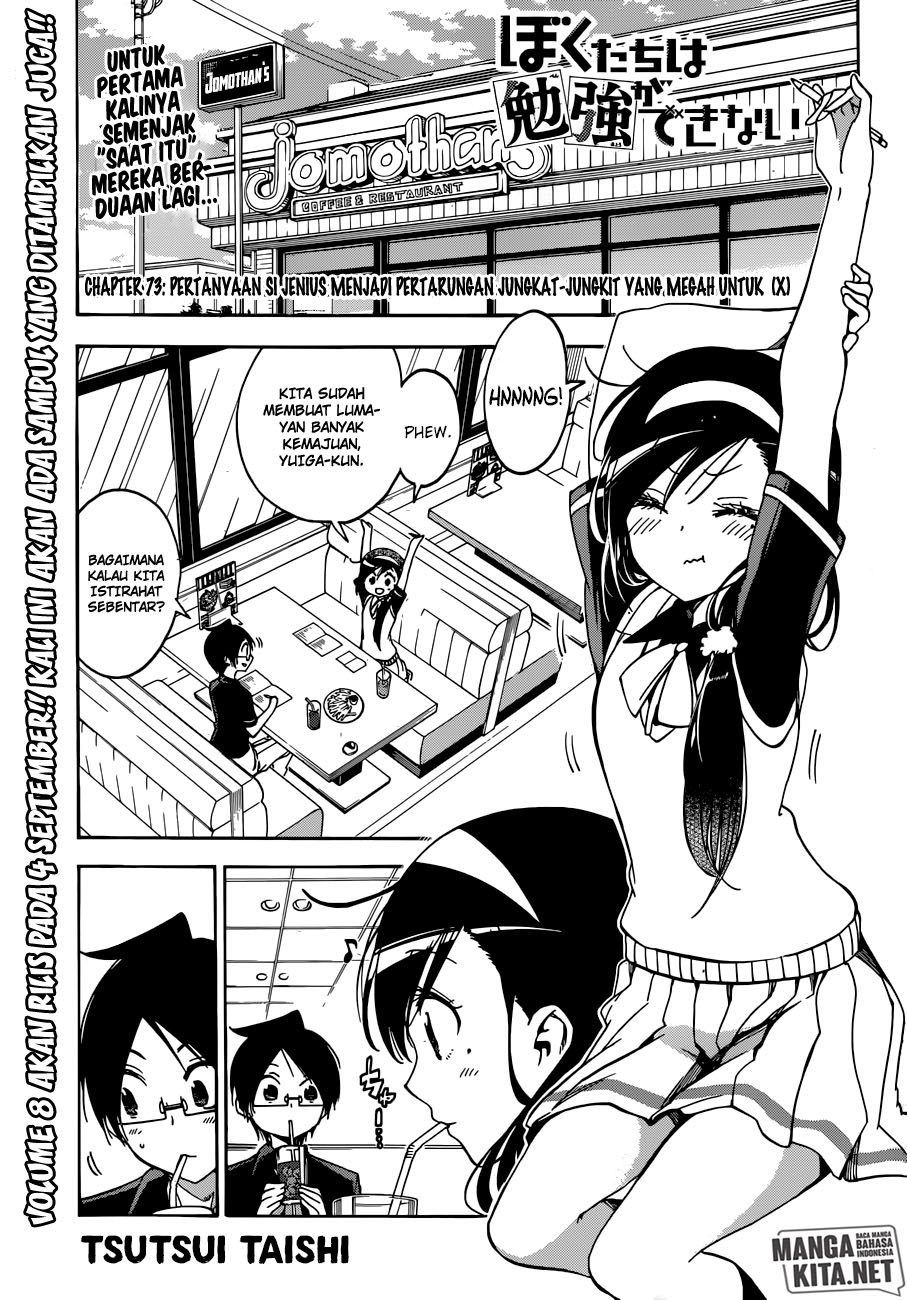 VOLUME 8 AKAN RILIS PADA 4 SEPTEMBER!! KALI INI AKAN ADA SAMPUL YANG DITAMPILKAN JUGA!!
UNTUK
PERTAMA
KALINYA
SEMENJAK
"SAAT ITU",
MEREKA BER-
DUAAN LAGI...
JOMOTHAN'S
ぼくたちは
勉強ができない
jomothan's
COFFEE & RESTAURANT
CHAPTER 73: PERTANYAAN SI JENIUS MENJADI PERTARUNGAN JUNGKAT-JUNGKIT YANG MEGAH UNTUK (X)
HNNNNG!
PHEW.
KITA SUDAH
MEMBUAT LUMA-
YAN BANYAK
KEMAJUAN,
YUIGA-KUN.
BAGAIMANA
KALAU KITA
ISTIRAHAT
SEBENTAR?
TSUTSUI TAISHI
MANGA
KITA.NET
BACA MANGA
BAHASA
INDONESIA